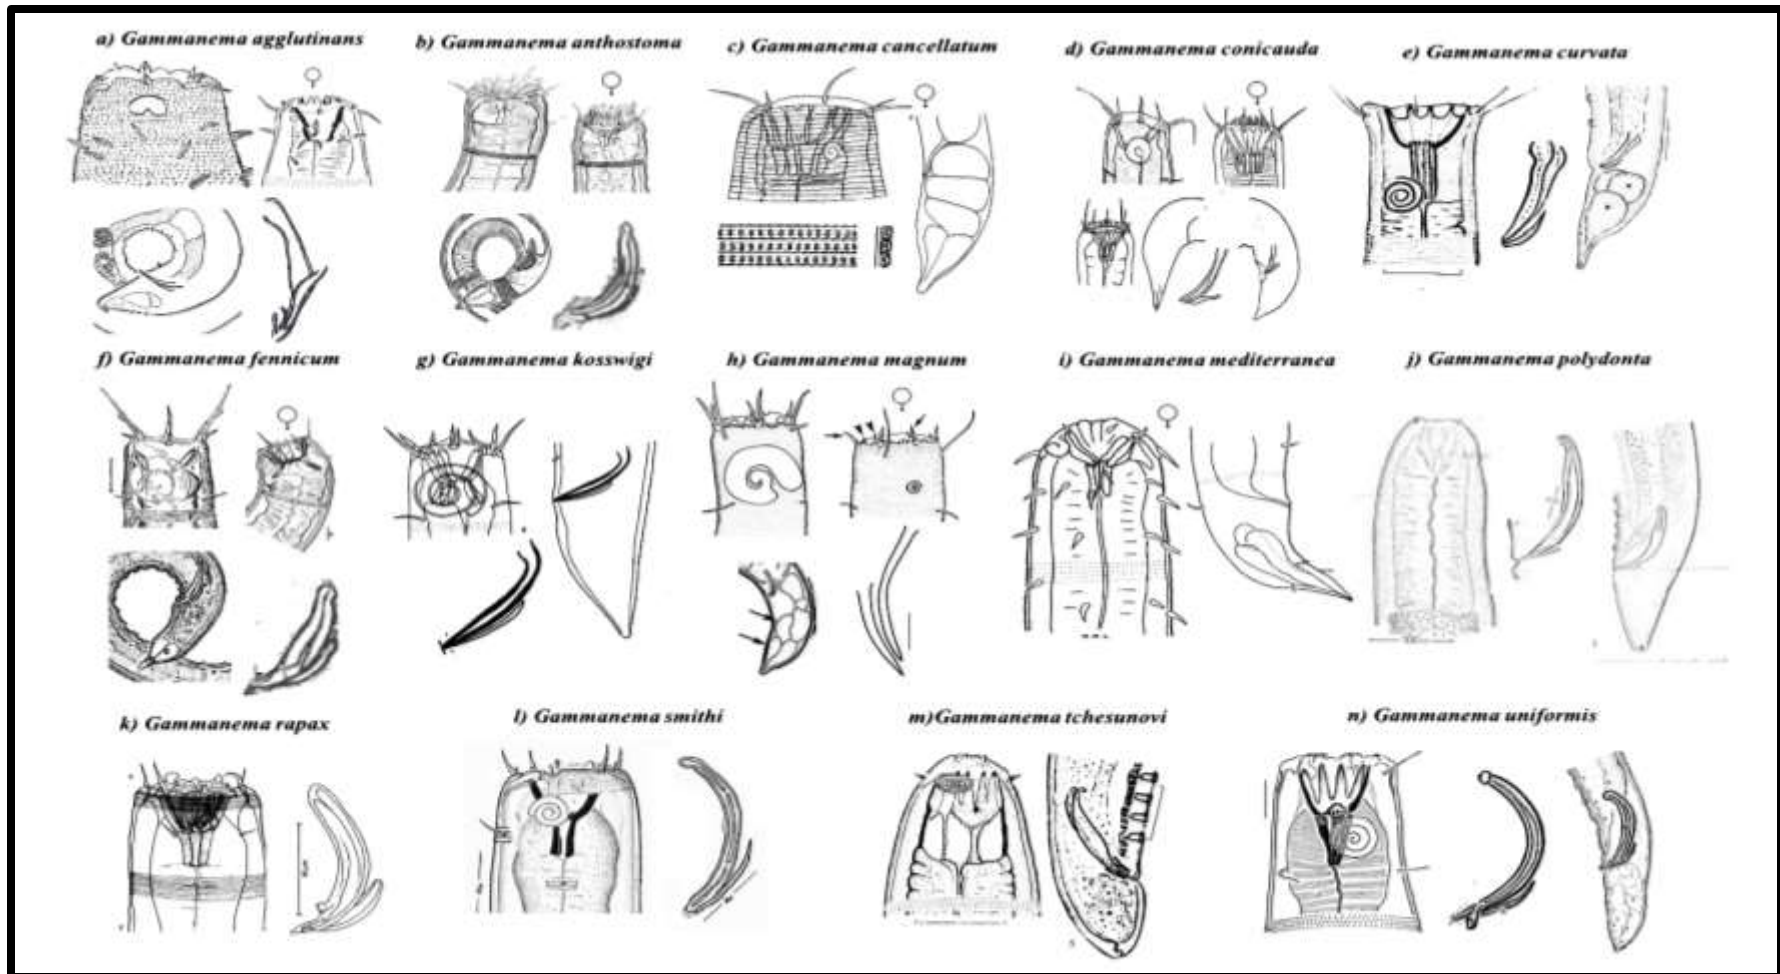 a) Gammanema agglutinans
b) Gammanema anthostoma
c) Gammanema cancellatum
d) Gammanema conicauda
e) Gammanema curvata
f) Gammanema fennicum
g) Gammanema kosswigi
h) Gammanema magnum
i) Gammanema mediterranea
j) Gammanema polydonta
k) Gammanema rapax
l) Gammanema smithi
m)Gammanema tchesunovi
n) Gammanema uniformis